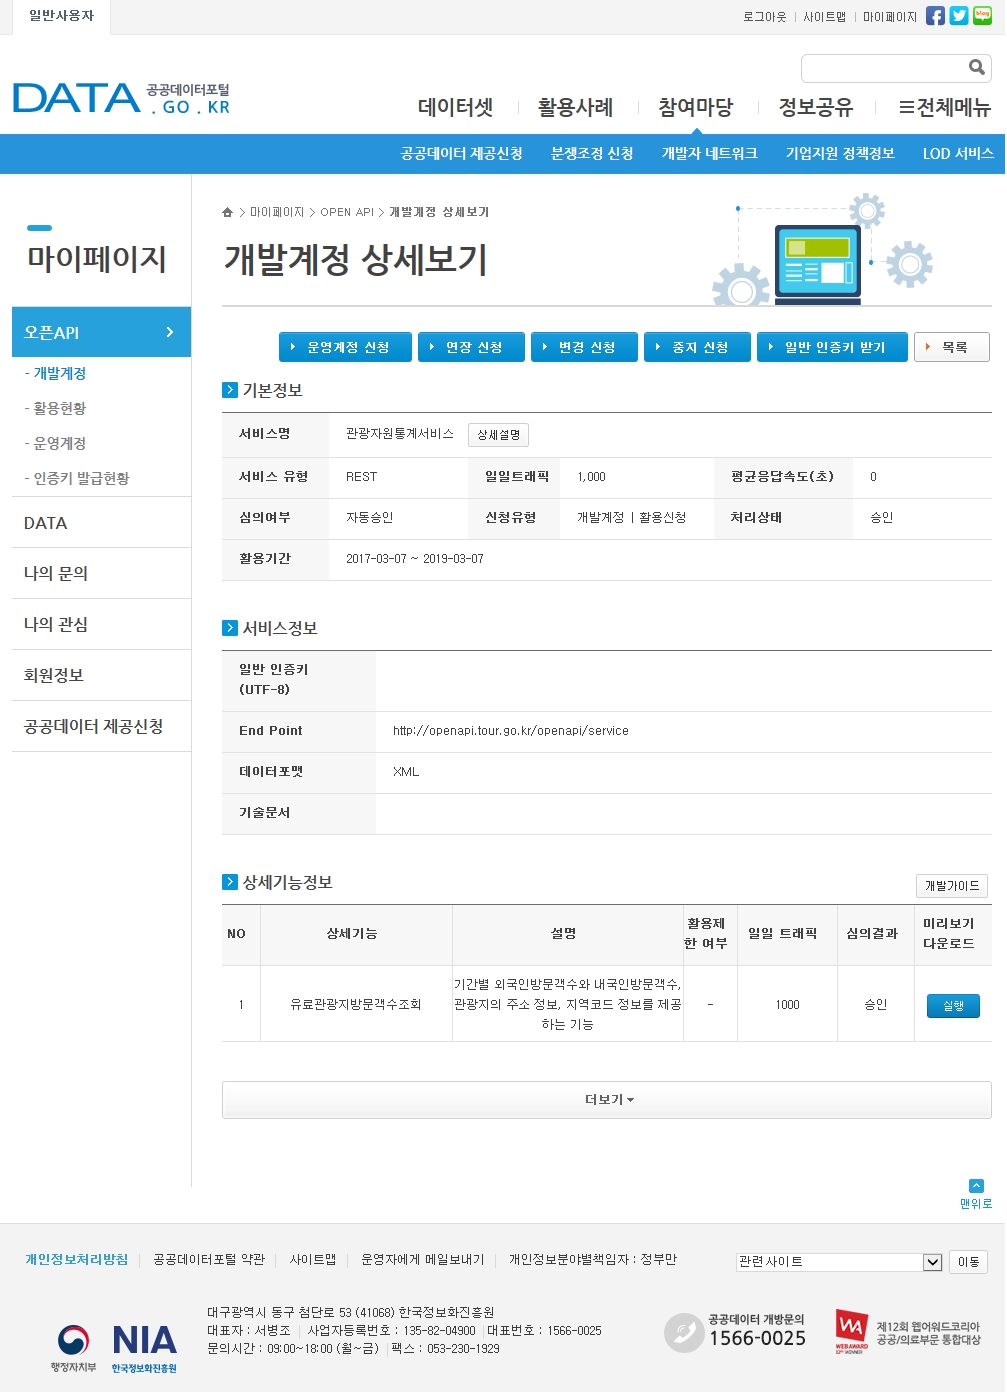 일반사용자
로그아웃 | 사이트맵 | 마이페이지 blog
DATA 공공데이터포털
. GO . KR
데이터셋 활용사례 참여마당 정보공유 전체메뉴
공공데이터 제공신청 분쟁조정 신청 개발자 네트워크 기업지원 정책정보 LOD 서비스
마이페이지
오픈API
- 개발계정
- 활용현황
- 운영계정
- 인증키 발급현황
DATA
나의 문의
나의 관심
회원정보
공공데이터 제공신청
마이페이지 > OPEN API > 개발계정 상세보기
개발계정 상세보기
운영계정 신청 연장 신청 변경 신청 중지 신청 일반 인증키 받기 목록
기본정보
서비스명 관광자원통계서비스 상세설명
서비스 유형 REST 일일트래픽 1,000 평균응답속도(초) 0
심의여부 자동승인 신청유형 개발계정 | 활용신청 처리상태 승인
활용기간 2017-03-07 ~ 2019-03-07
서비스정보
일반 인증키
(UTF-8)
End Point http://openapi.tour.go.kr/openapi/service
데이터포맷 XML
기술문서
상세기능정보
개발가이드
NO 상세기능 설명 활용제한 여부 일일 트래픽 심의결과 미리보기 다운로드
1 유료관광지방문객수조회 기간별 외국인방문객수와 내국인방문객수, 관광지의 주소 정보, 지역코드 정보를 제공하는 기능 - 1000 승인 실행
더보기
맨위로
개인정보처리방침 공공데이터포털 약관 사이트맵 운영자에게 메일보내기 개인정보분야별책임자 : 정부만
관련사이트 이동
행정자치부
NIA
한국정보화진흥원
대구광역시 동구 첨단로 53 (41068) 한국정보화진흥원
대표자 : 서병조 | 사업자등록번호 : 135-82-04900 | 대표번호 : 1566-0025
문의시간 : 09:00~18:00 (월~금) | 팩스 : 053-230-1929
공공데이터 개방문의
1566-0025
WA
WEB AWARD
12th WINNER
제12회 웹어워드코리아
공공/의료부문 통합대상